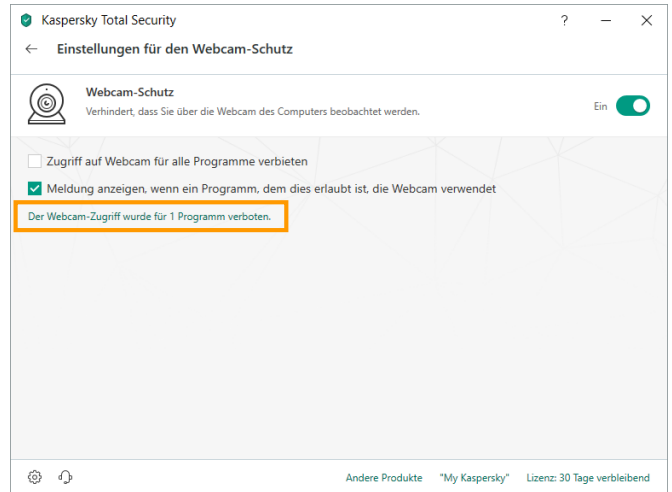 Kaspersky Total Security
?
Einstellungen für den Webcam-Schutz
Webcam-Schutz
Verhindert, dass Sie über die Webcam des Computers beobachtet werden.
Ein
Zugriff auf Webcam für alle Programme verbieten
Meldung anzeigen, wenn ein Programm, dem dies erlaubt ist, die Webcam verwendet
Der Webcam-Zugriff wurde für 1 Programm verboten.
Andere Produkte "My Kaspersky" Lizenz: 30 Tage verbleibend